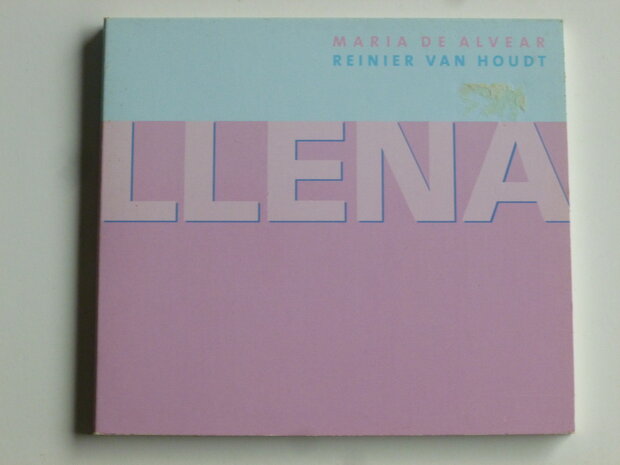 MARIA DE ALVEAR
REINIER VAN HOUDT
LLENA